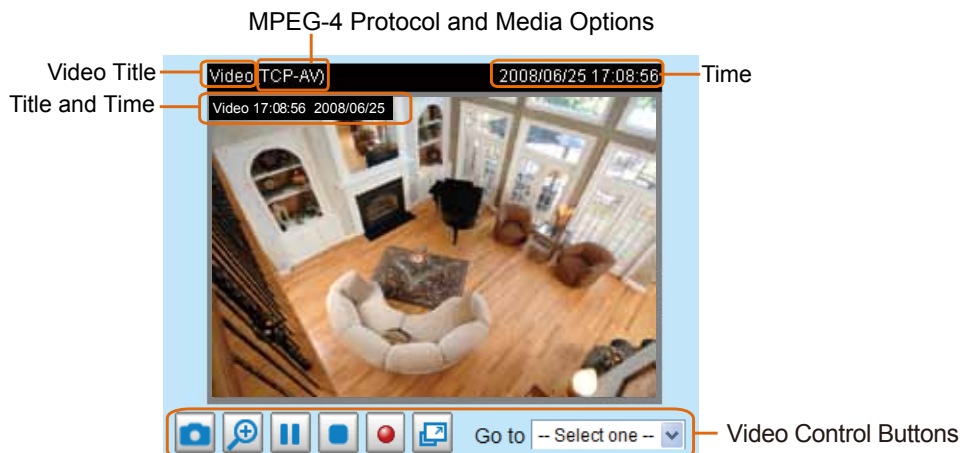 MPEG-4 Protocol and Media Options
Video Title
Video (TCP-AV)
2008/06/25 17:08:56
Time
Title and Time
Video 17:08:56 2008/06/25
Go to
-- Select one --
Video Control Buttons